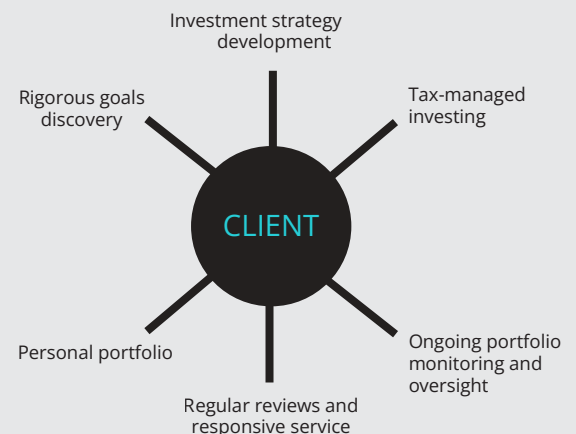 Investment strategy
development
Rigorous goals
discovery
Tax-managed
investing
CLIENT
Personal portfolio
Ongoing portfolio
monitoring and
oversight
Regular reviews and
responsive service